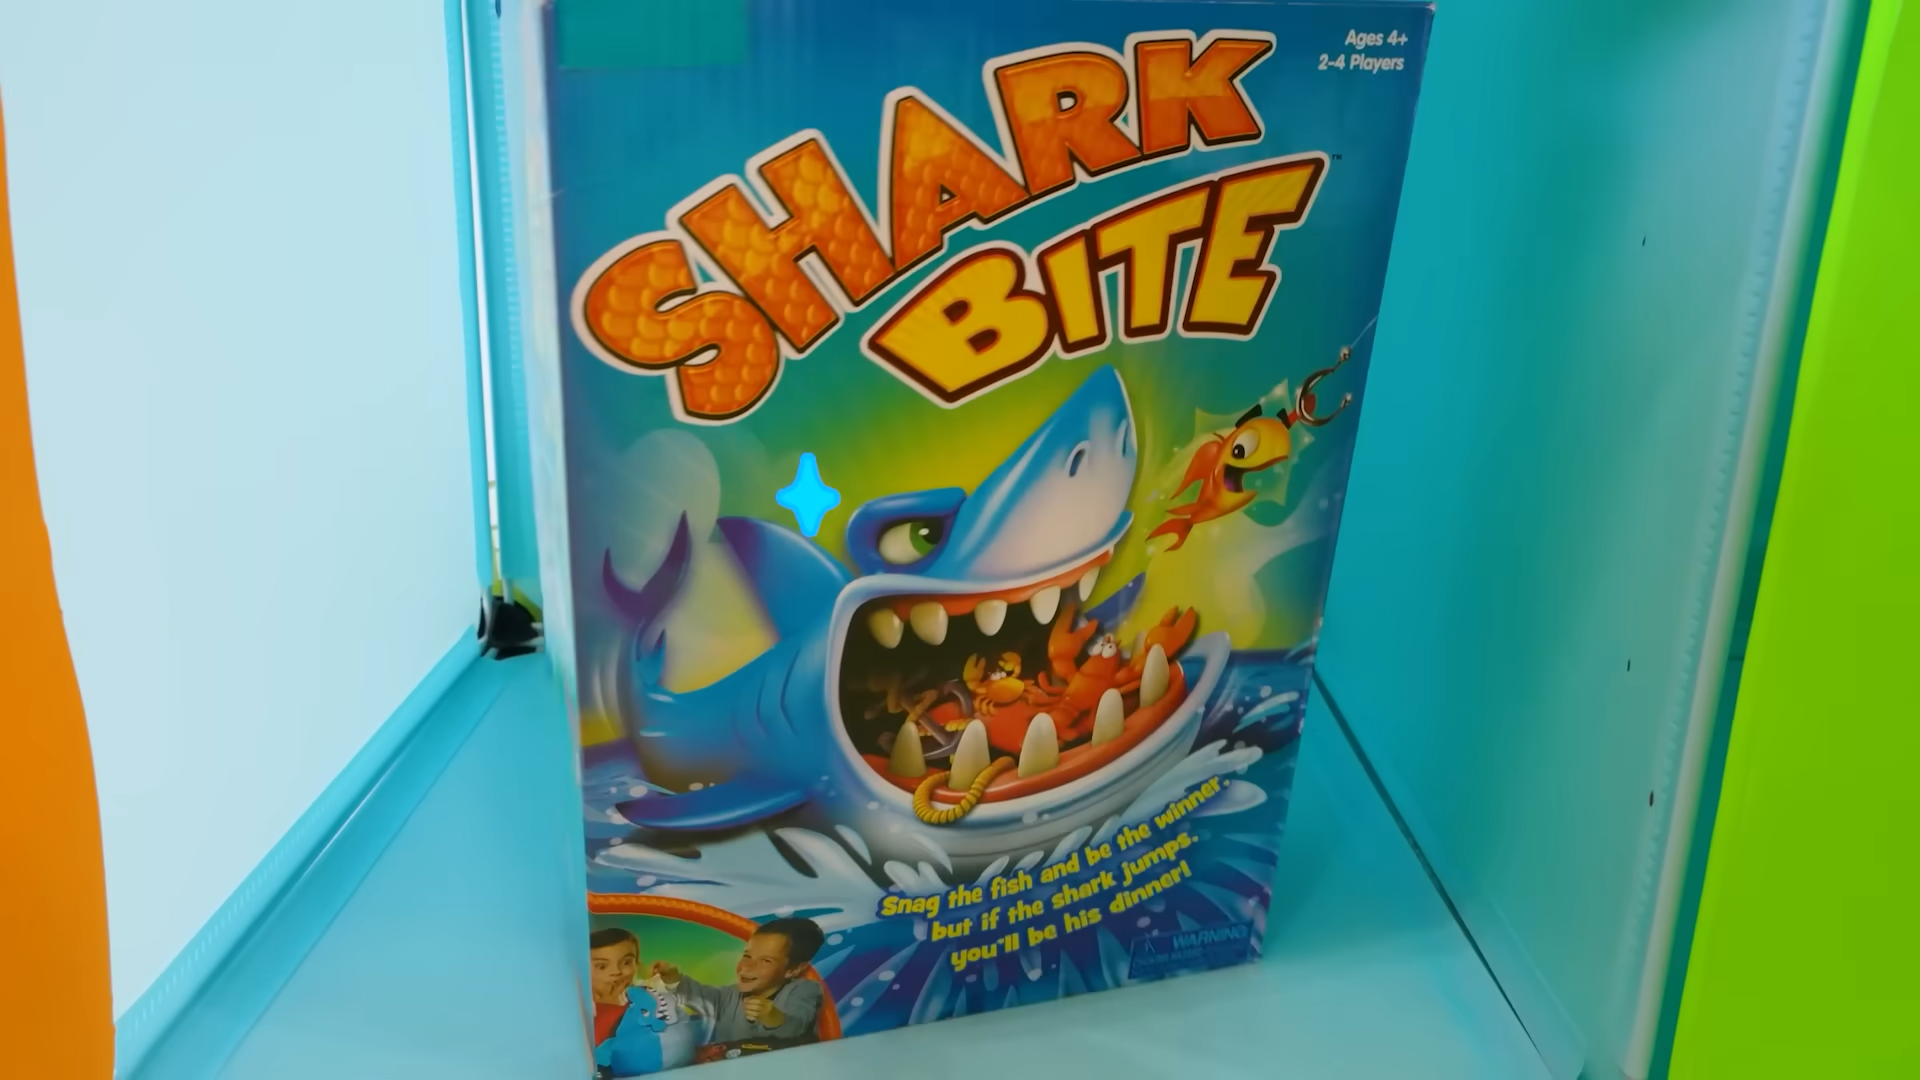 Ages 4+
2-4 Players
SHARK
BITE™
Snag the fish and be the winner.
but if the shark jumps.
you'll be his dinner!
WARNING